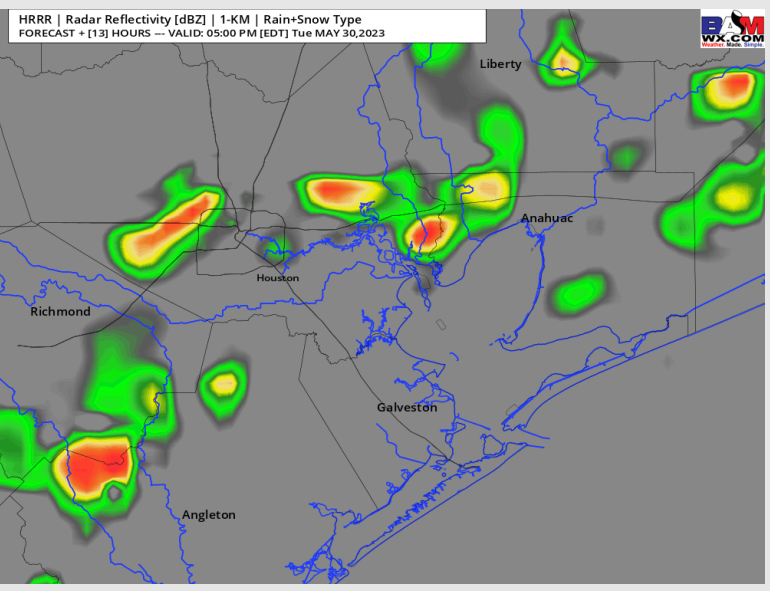 HRRR | Radar Reflectivity [dBZ] | 1-KM | Rain+Snow Type
FORECAST + [13] HOURS --- VALID: 05:00 PM [EDT] Tue MAY 30,2023
BAM
WX.COM
Weather. Made. Simple.
Liberty
Anahuac
Houston
Richmond
Galveston
Angleton